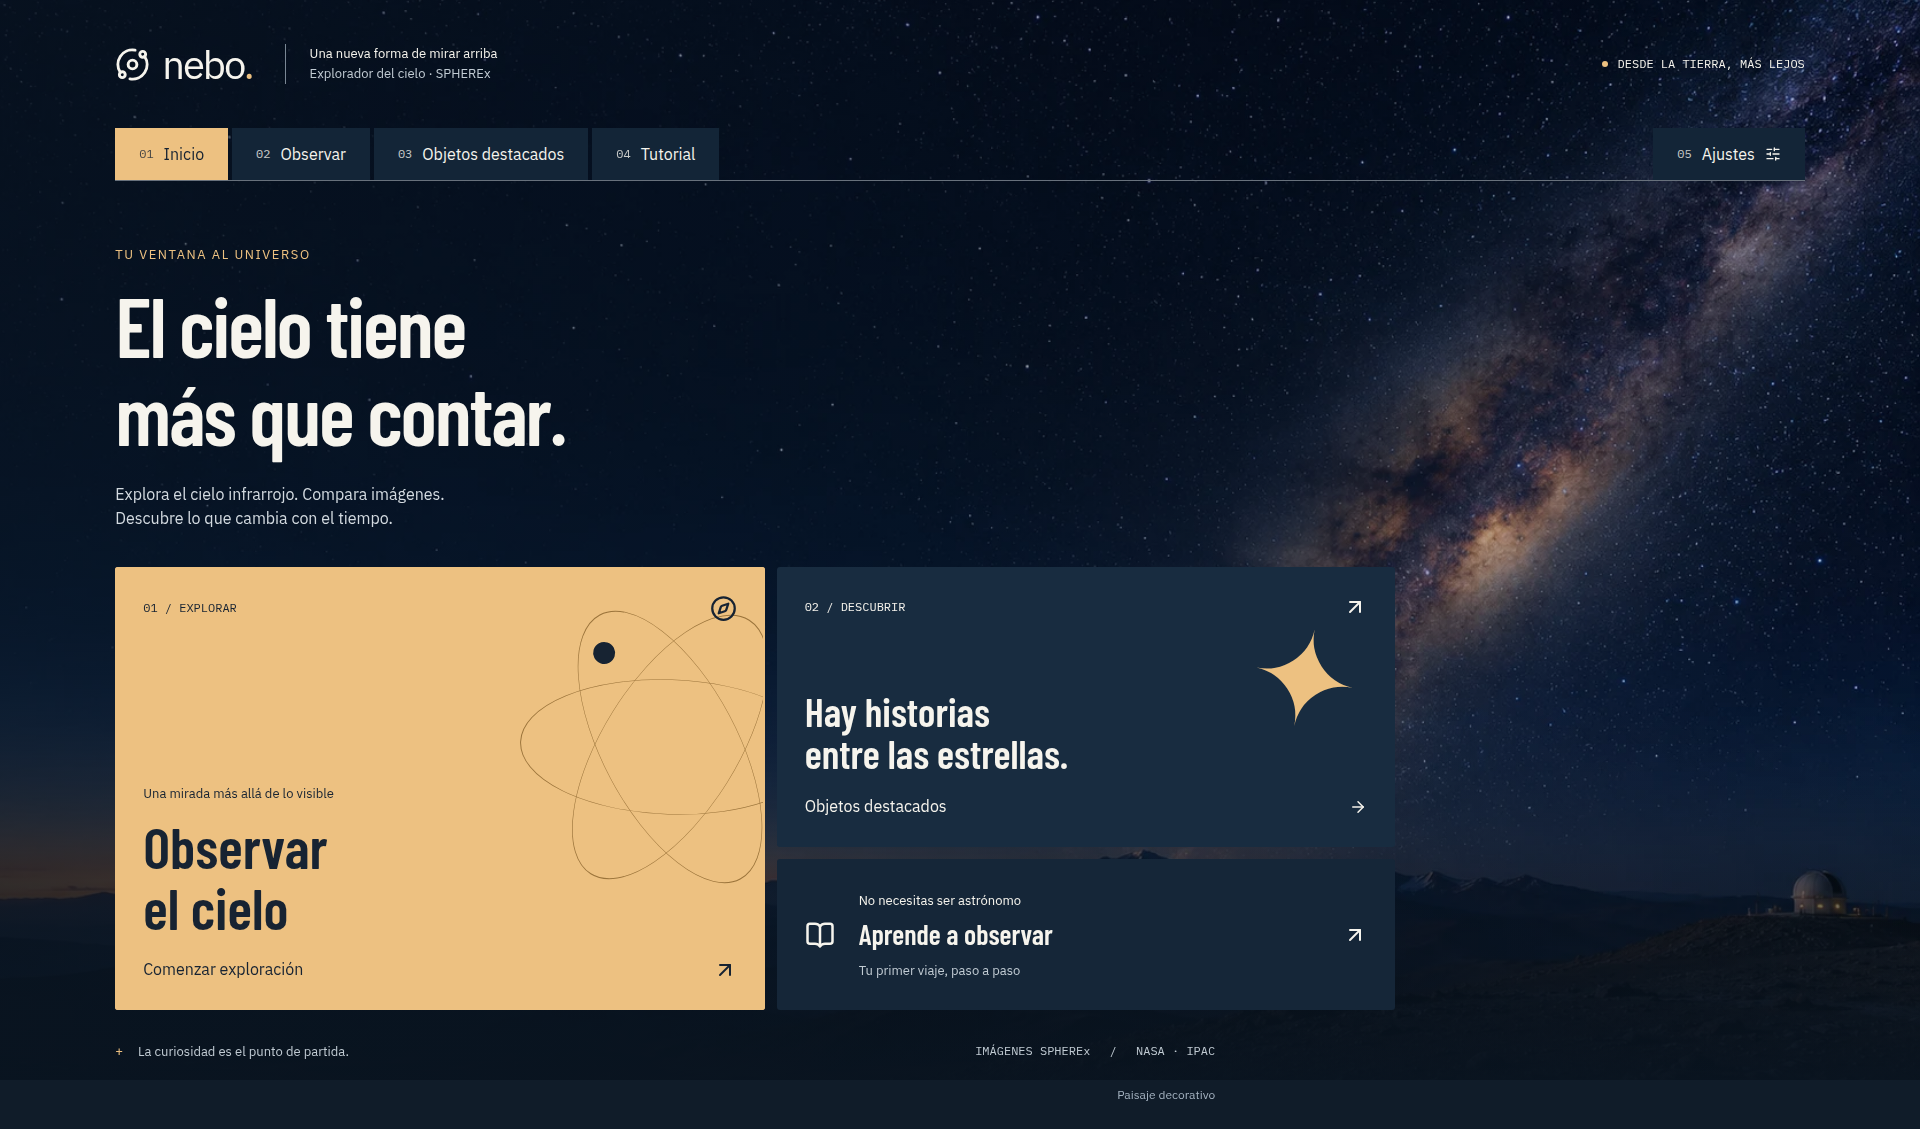 nebo.
Una nueva forma de mirar arriba
Explorador del cielo · SPHEREx
DESDE LA TIERRA, MÁS LEJOS
01 Inicio
02 Observar
03 Objetos destacados
04 Tutorial
05 Ajustes
TU VENTANA AL UNIVERSO
El cielo tiene
más que contar.
Explora el cielo infrarrojo. Compara imágenes.
Descubre lo que cambia con el tiempo.
01 / EXPLORAR
Una mirada más allá de lo visible
Observar
el cielo
Comenzar exploración
02 / DESCUBRIR
Hay historias
entre las estrellas.
Objetos destacados
No necesitas ser astrónomo
Aprende a observar
Tu primer viaje, paso a paso
+ La curiosidad es el punto de partida.
IMÁGENES SPHEREx / NASA · IPAC
Paisaje decorativo